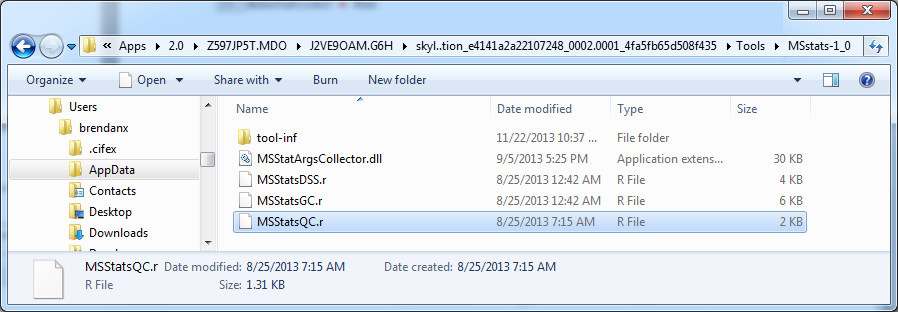 « Apps ▸ 2.0 ▸ Z597JP5T.MDO ▸ J2VE9OAM.G6H ▸ skyl..tion_e4141a2a22107248_0002.0001_4fa5fb65d508f435 ▸ Tools ▸ MSstats-1_0
Organize Open Share with Burn New folder
Users
brendanx
.cifex
AppData
Contacts
Desktop
Downloads
Name Date modified Type Size
tool-inf 11/22/2013 10:37 ... File folder
MSStatArgsCollector.dll 9/5/2013 5:25 PM Application extens... 30 KB
MSStatsDSS.r 8/25/2013 12:42 AM R File 4 KB
MSStatsGC.r 8/25/2013 12:42 AM R File 6 KB
MSStatsQC.r 8/25/2013 7:15 AM R File 2 KB
MSStatsQC.r Date modified: 8/25/2013 7:15 AM Date created: 8/25/2013 7:15 AM
R File Size: 1.31 KB